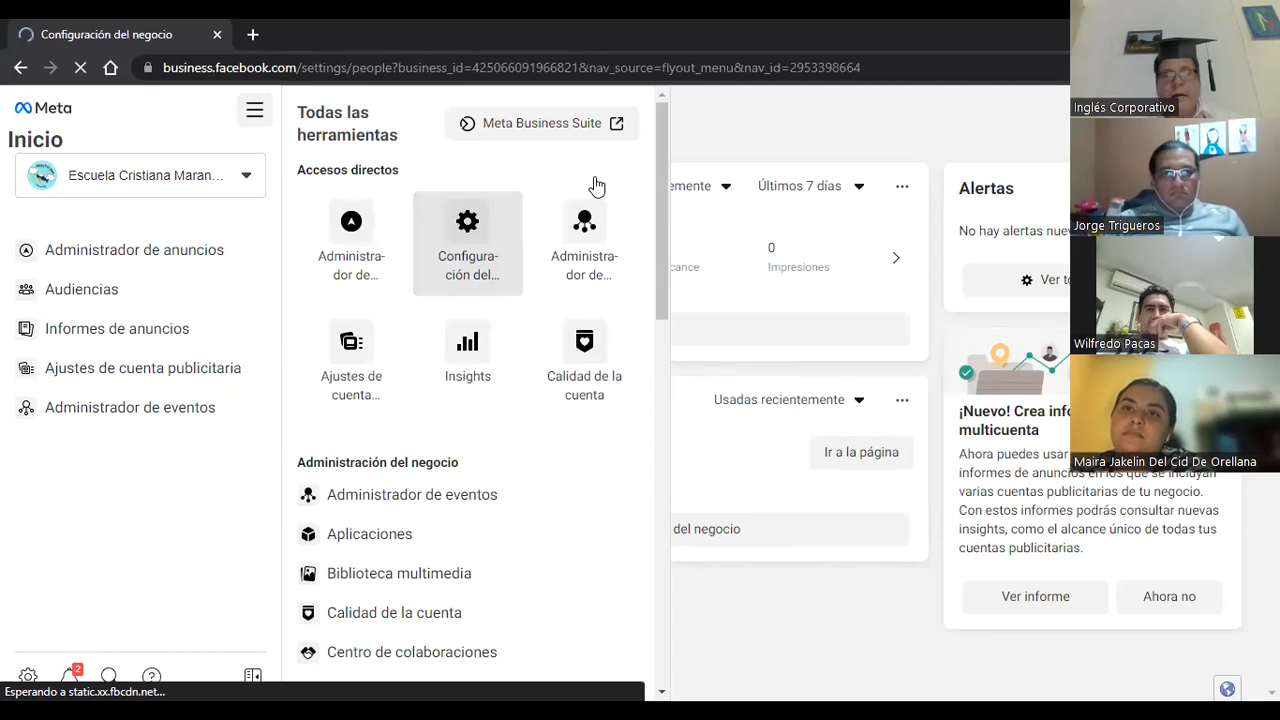 Configuración del negocio
business.facebook.com/settings/people?business_id=425066091966821&nav_source=flyout_menu&nav_id=2953398664
Meta
Inicio
Escuela Cristiana Maran...
Administrador de anuncios
Audiencias
Informes de anuncios
Ajustes de cuenta publicitaria
Administrador de eventos
2
Esperando a static.xx.fbcdn.net...
Todas las
herramientas
Meta Business Suite
Accesos directos
Administra-
dor de...
Configura-
ción del...
Administra-
dor de...
Ajustes de
cuenta...
Insights
Calidad de la
cuenta
Administración del negocio
Administrador de eventos
Aplicaciones
Biblioteca multimedia
Calidad de la cuenta
Centro de colaboraciones
emente
Últimos 7 días
0
cance
Impresiones
Usadas recientemente
Ir a la página
del negocio
Alertas
No hay alertas nue
Ver to
¡Nuevo! Crea info
multicuenta
Ahora puedes usar
informes de anuncios en los que se incluyan
varias cuentas publicitarias de tu negocio.
Con estos informes podrás consultar nuevas
insights, como el alcance único de todas tus
cuentas publicitarias.
Ver informe
Ahora no
Inglés Corporativo
Jorge Trigueros
Wilfredo Pacas
Maira Jakelin Del Cid De Orellana